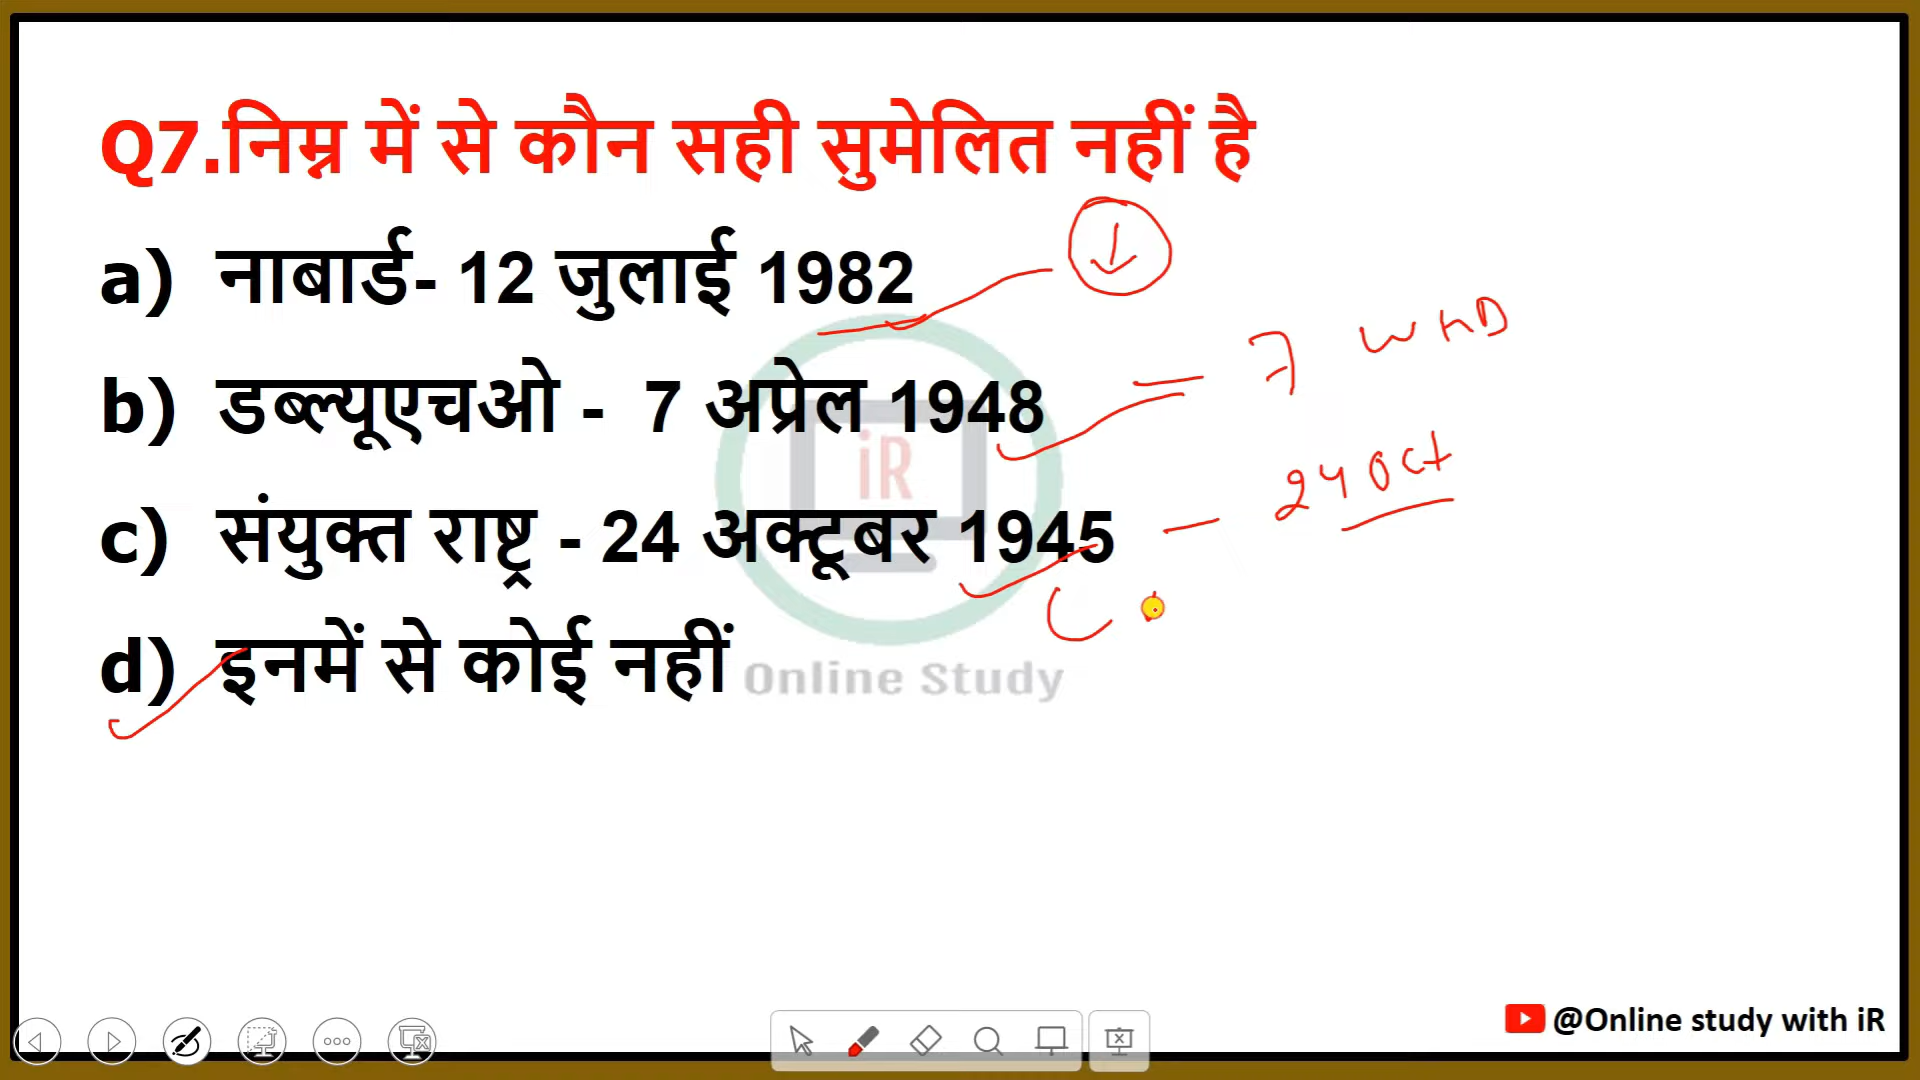 Q7.निम्न में से कौन सही सुमेलित नहीं है
a) नाबार्ड- 12 जुलाई 1982
b) डब्ल्यूएचओ - 7 अप्रेल 1948
7 WHD
c) संयुक्त राष्ट्र - 24 अक्टूबर 1945
24 Oct
d) इनमें से कोई नहीं
iR
Online Study
@Online study with iR